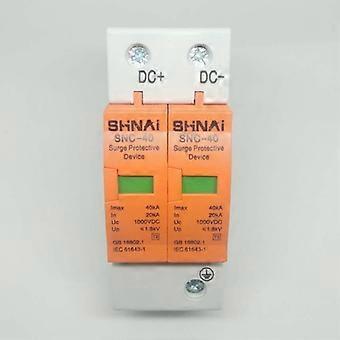 DC+ DC-
SHNAi SHNAi
SNC-40 SNC-40
Surge Protective Surge Protective
Device Device
Imax 40kA Imax 40kA
In 20kA In 20kA
Uc 1000VDC Uc 1000VDC
Up ≤1.8kV Up ≤1.8kV
T2 T2
GB 18802.1 GB 18802.1
IEC 61643-1 IEC 61643-1